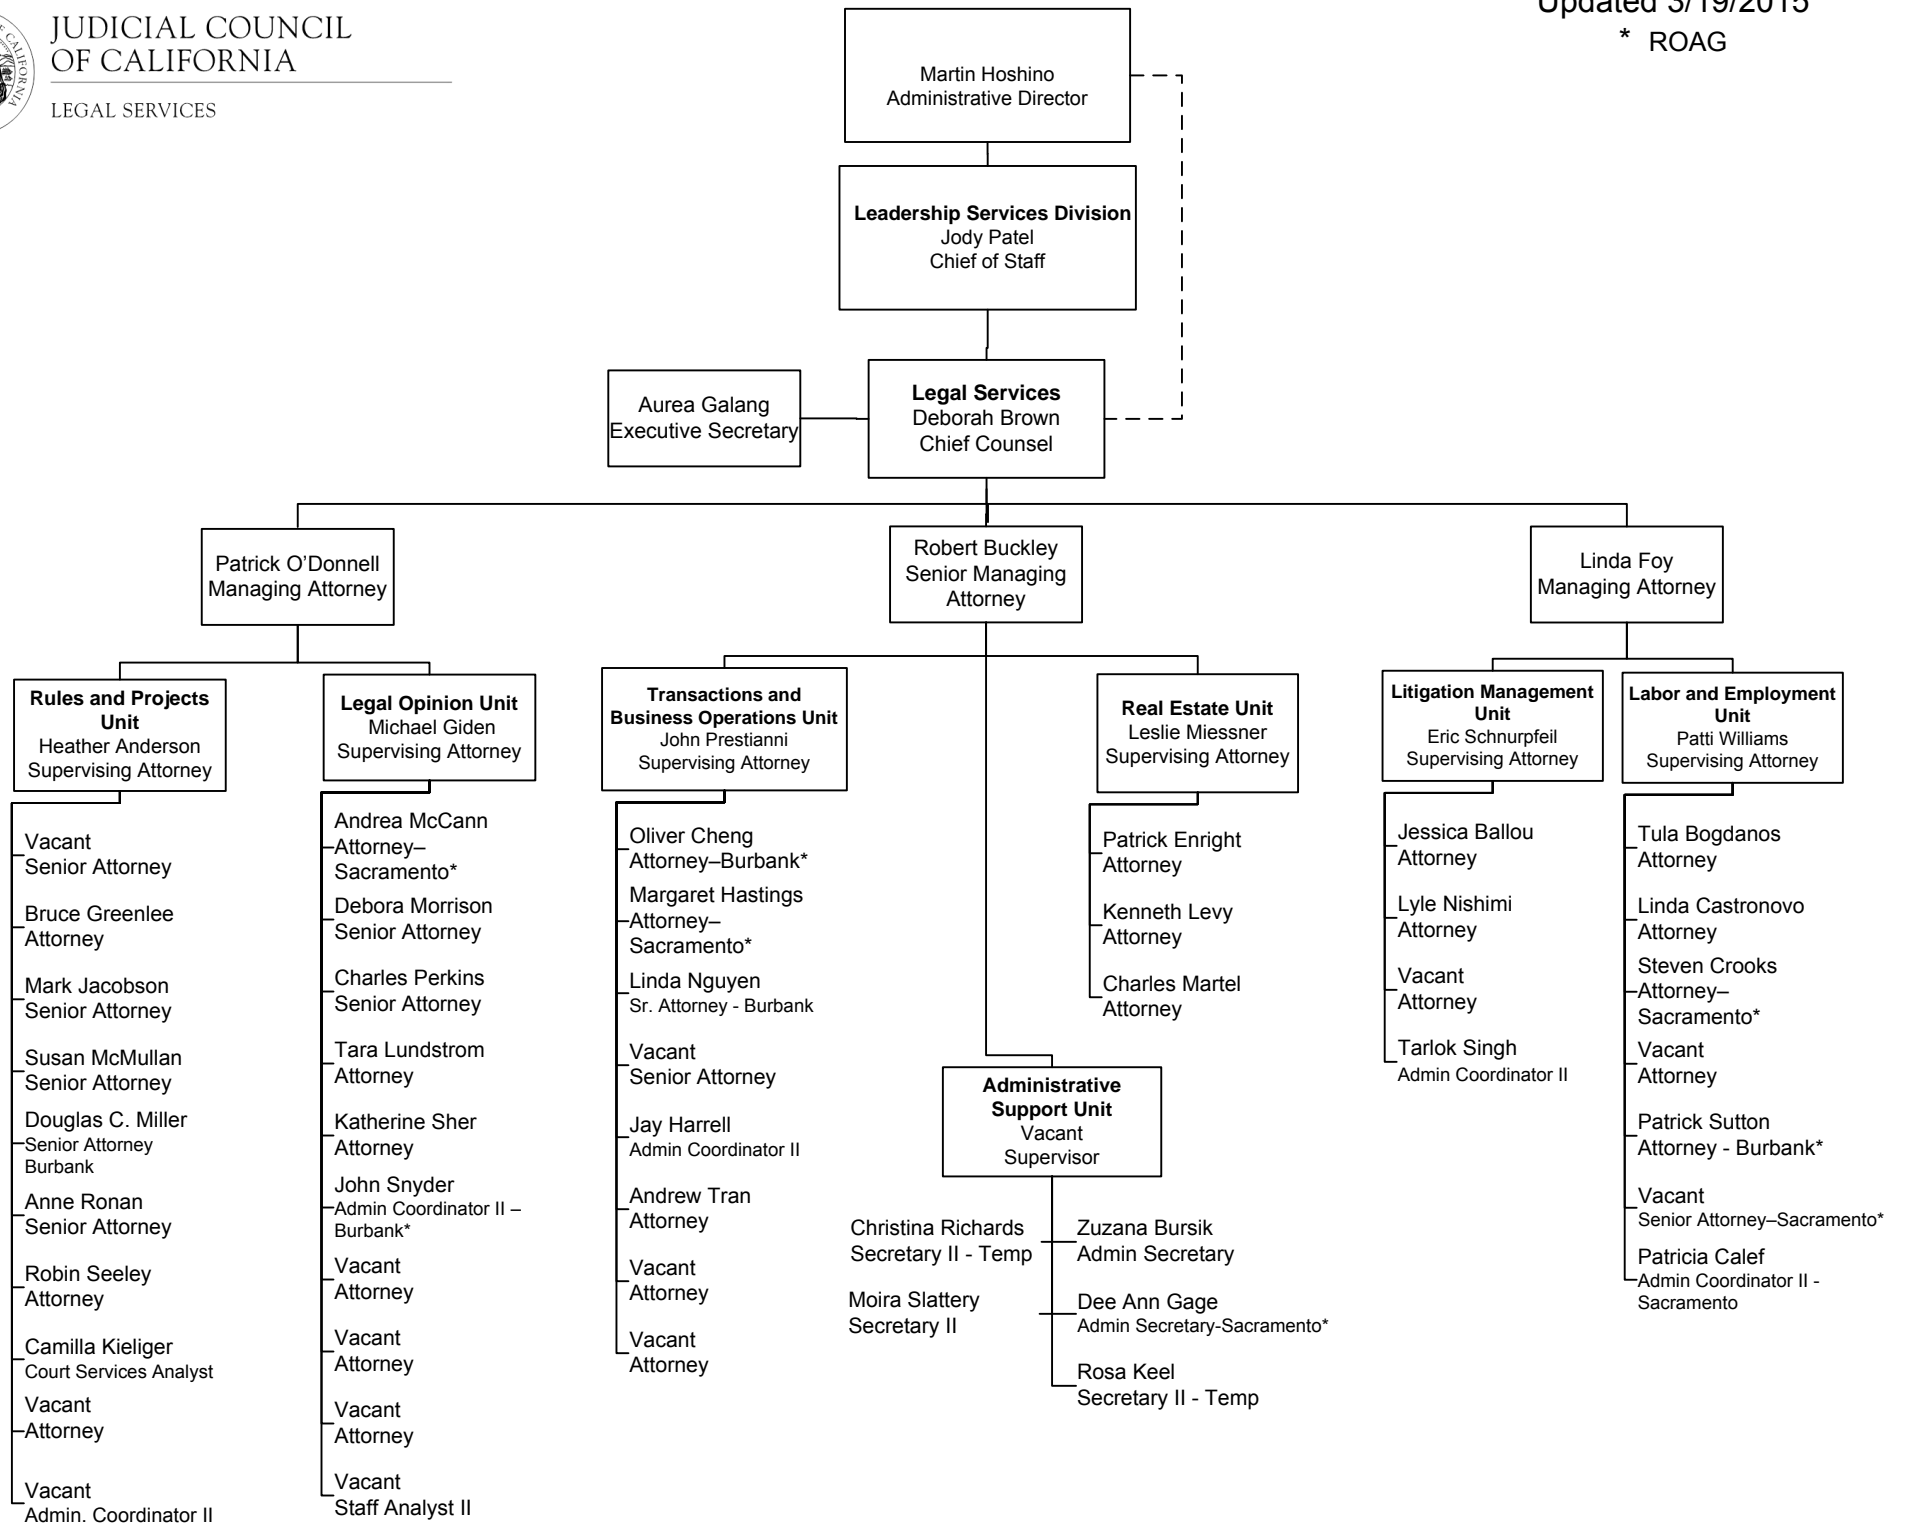 JUDICIAL COUNCIL
OF CALIFORNIA
LEGAL SERVICES
Updated 3/19/2015
* ROAG
Martin Hoshino
Administrative Director
Leadership Services Division
Jody Patel
Chief of Staff
Aurea Galang
Executive Secretary
Legal Services
Deborah Brown
Chief Counsel
Patrick O’Donnell
Managing Attorney
Robert Buckley
Senior Managing
Attorney
Linda Foy
Managing Attorney
Rules and Projects
Unit
Heather Anderson
Supervising Attorney
Vacant
Senior Attorney
Bruce Greenlee
Attorney
Mark Jacobson
Senior Attorney
Susan McMullan
Senior Attorney
Douglas C. Miller
Senior Attorney
Burbank
Anne Ronan
Senior Attorney
Robin Seeley
Attorney
Camilla Kieliger
Court Services Analyst
Vacant
Attorney
Vacant
Admin. Coordinator II
Legal Opinion Unit
Michael Giden
Supervising Attorney
Andrea McCann
Attorney–
Sacramento*
Debora Morrison
Senior Attorney
Charles Perkins
Senior Attorney
Tara Lundstrom
Attorney
Katherine Sher
Attorney
John Snyder
Admin Coordinator II –
Burbank*
Vacant
Attorney
Vacant
Attorney
Vacant
Attorney
Vacant
Staff Analyst II
Transactions and
Business Operations Unit
John Prestianni
Supervising Attorney
Oliver Cheng
Attorney–Burbank*
Margaret Hastings
Attorney–
Sacramento*
Linda Nguyen
Sr. Attorney - Burbank
Vacant
Senior Attorney
Jay Harrell
Admin Coordinator II
Andrew Tran
Attorney
Vacant
Attorney
Vacant
Attorney
Administrative
Support Unit
Vacant
Supervisor
Christina Richards
Secretary II - Temp
Zuzana Bursik
Admin Secretary
Moira Slattery
Secretary II
Dee Ann Gage
Admin Secretary-Sacramento*
Rosa Keel
Secretary II - Temp
Real Estate Unit
Leslie Miessner
Supervising Attorney
Patrick Enright
Attorney
Kenneth Levy
Attorney
Charles Martel
Attorney
Litigation Management
Unit
Eric Schnurpfeil
Supervising Attorney
Jessica Ballou
Attorney
Lyle Nishimi
Attorney
Vacant
Attorney
Tarlok Singh
Admin Coordinator II
Labor and Employment
Unit
Patti Williams
Supervising Attorney
Tula Bogdanos
Attorney
Linda Castronovo
Attorney
Steven Crooks
Attorney–
Sacramento*
Vacant
Attorney
Patrick Sutton
Attorney - Burbank*
Vacant
Senior Attorney–Sacramento*
Patricia Calef
Admin Coordinator II -
Sacramento